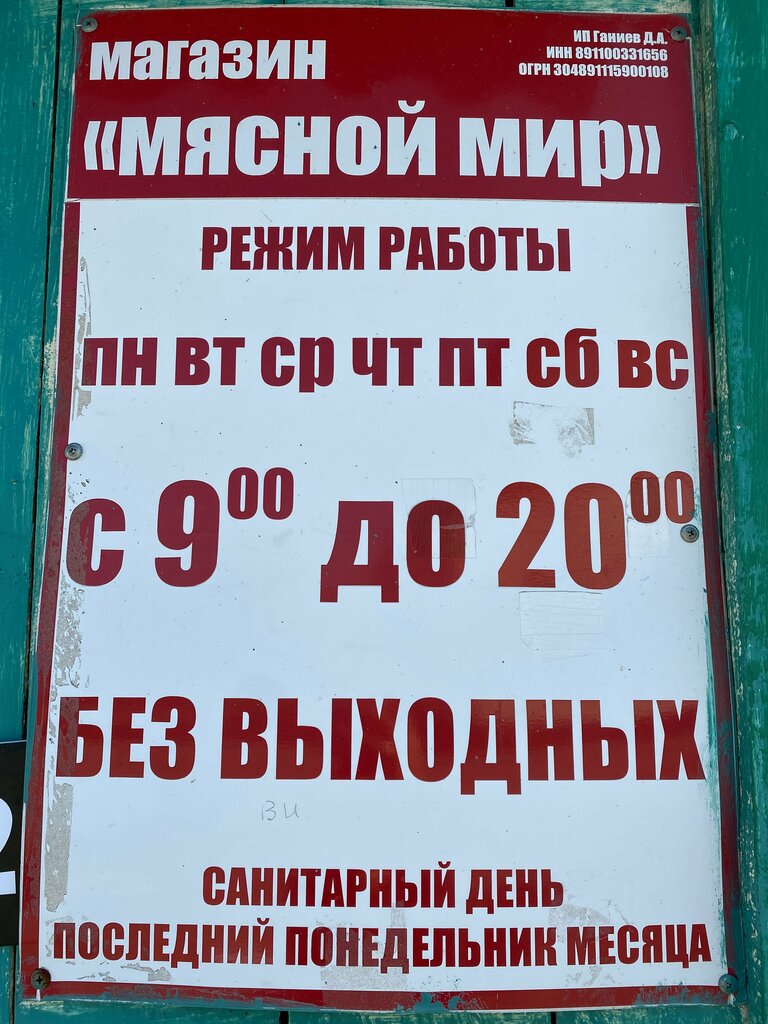 магазин
ИП Ганиев Д.А.
ИНН 891100331656
ОГРН 304891115900108
«мясной мир»
РЕЖИМ РАБОТЫ
пн вт ср чт пт сб вс
с 9⁰⁰ до 20⁰⁰
БЕЗ ВЫХОДНЫХ
ви
САНИТАРНЫЙ ДЕНЬ
ПОСЛЕДНИЙ ПОНЕДЕЛЬНИК МЕСЯЦА